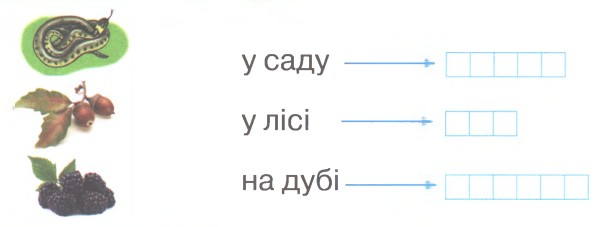 у саду
у лісі
на дубі